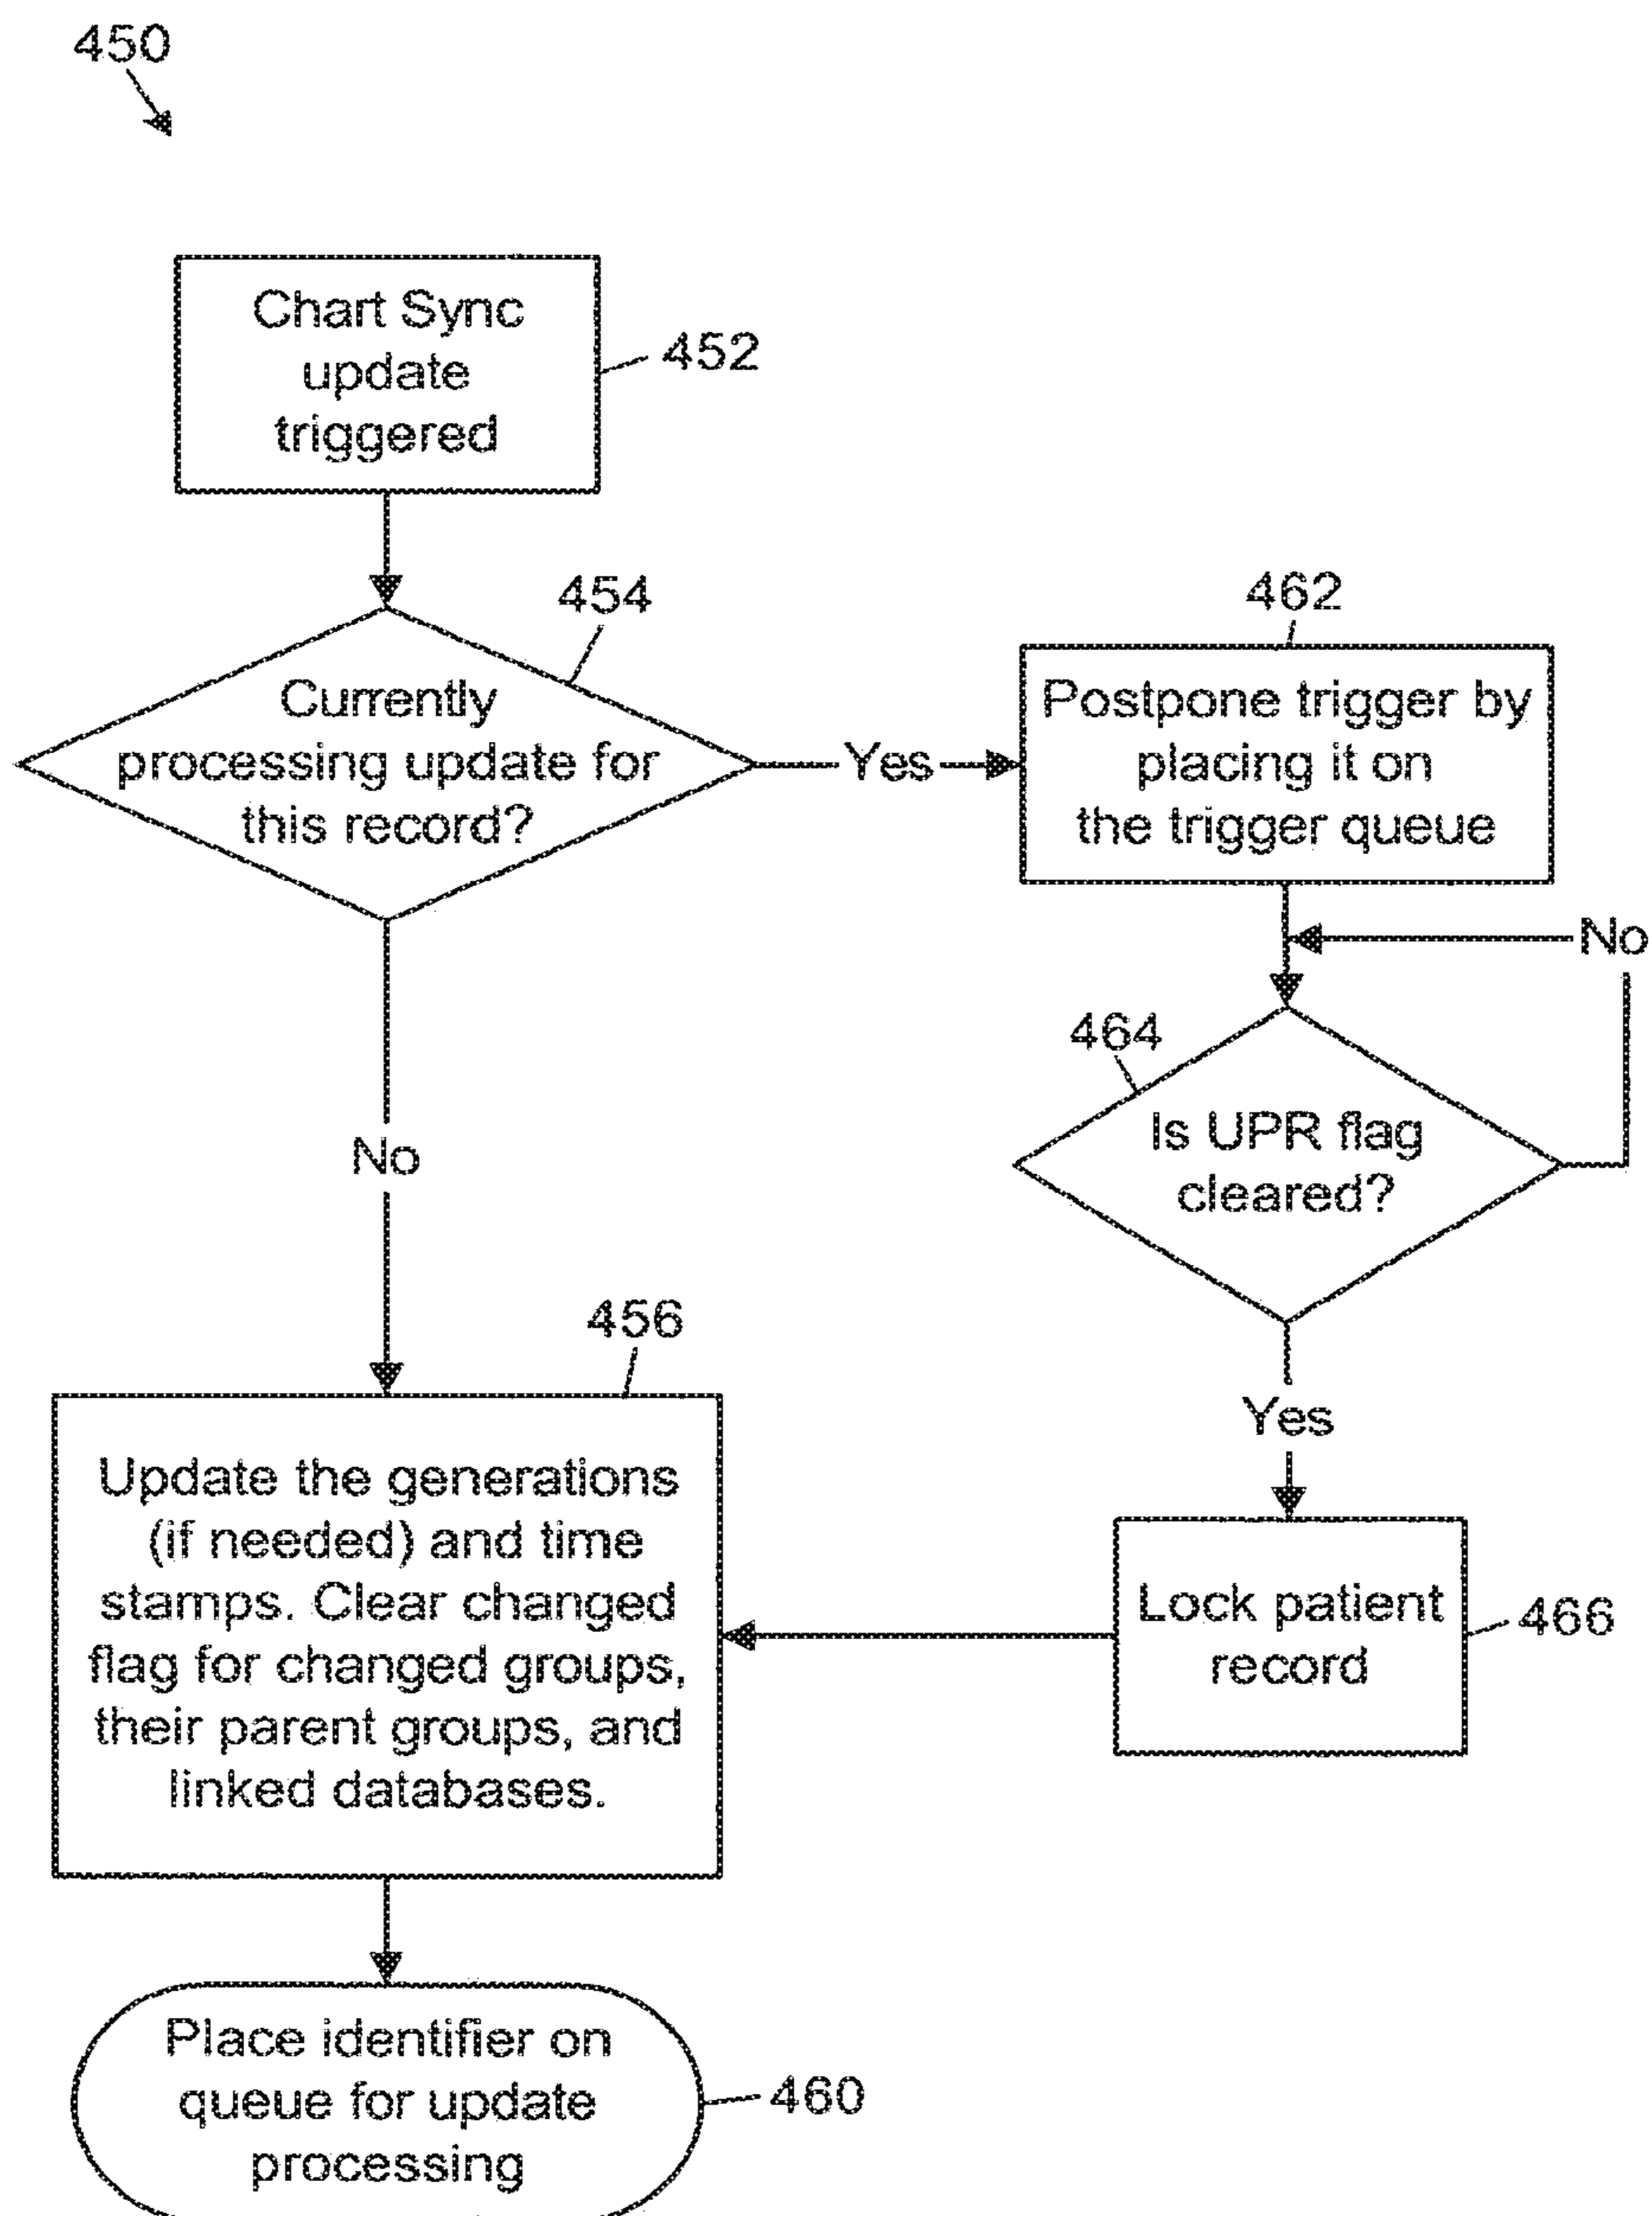 450
Chart Sync
update
triggered
452
454
Currently
processing update for
this record?
Yes
462
Postpone trigger by
placing it on
the trigger queue
No
464
Is UPR flag
cleared?
No
Yes
456
Update the generations
(if needed) and time
stamps. Clear changed
flag for changed groups,
their parent groups, and
linked databases.
Lock patient
record
466
Place identifier on
queue for update
processing
460